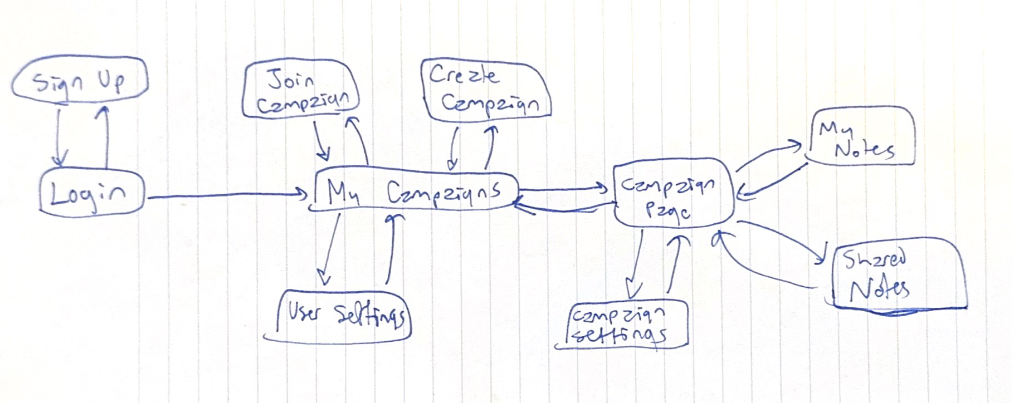 Sign Up
Join
Campaign
Create
Campaign
My
Notes
Login
My Campaigns
Campaign
Page
Shared
Notes
User Settings
Campaign
Settings